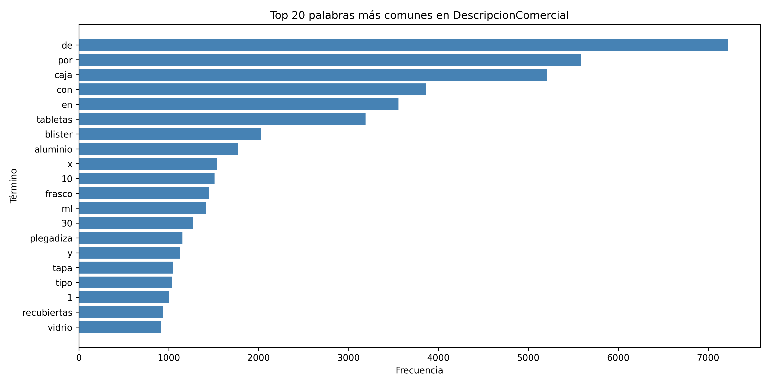 Top 20 palabras más comunes en DescripcionComercial
Término
de
por
caja
con
en
tabletas
blister
aluminio
x
10
frasco
ml
30
plegadiza
y
tapa
tipo
1
recubiertas
vidrio
0 1000 2000 3000 4000 5000 6000 7000
Frecuencia